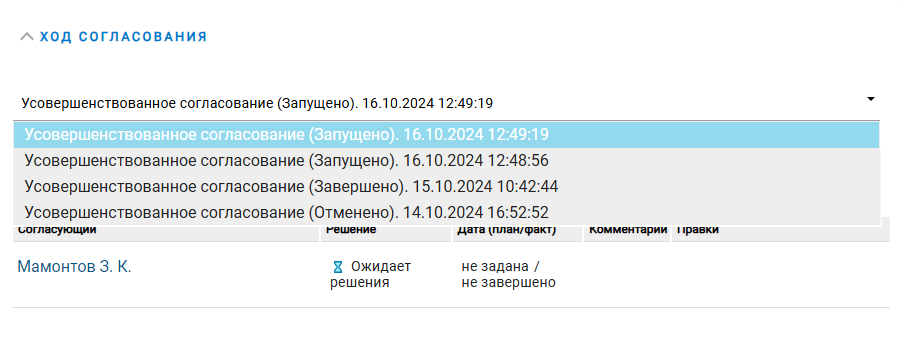 ХОД СОГЛАСОВАНИЯ
Усовершенствованное согласование (Запущено). 16.10.2024 12:49:19
Усовершенствованное согласование (Запущено). 16.10.2024 12:49:19
Усовершенствованное согласование (Запущено). 16.10.2024 12:48:56
Усовершенствованное согласование (Завершено). 15.10.2024 10:42:44
Усовершенствованное согласование (Отменено). 14.10.2024 16:52:52
Согласующий Решение Дата (план/факт) Комментарий Правки
Мамонтов З. К. Ожидает не задана /
решения не завершено